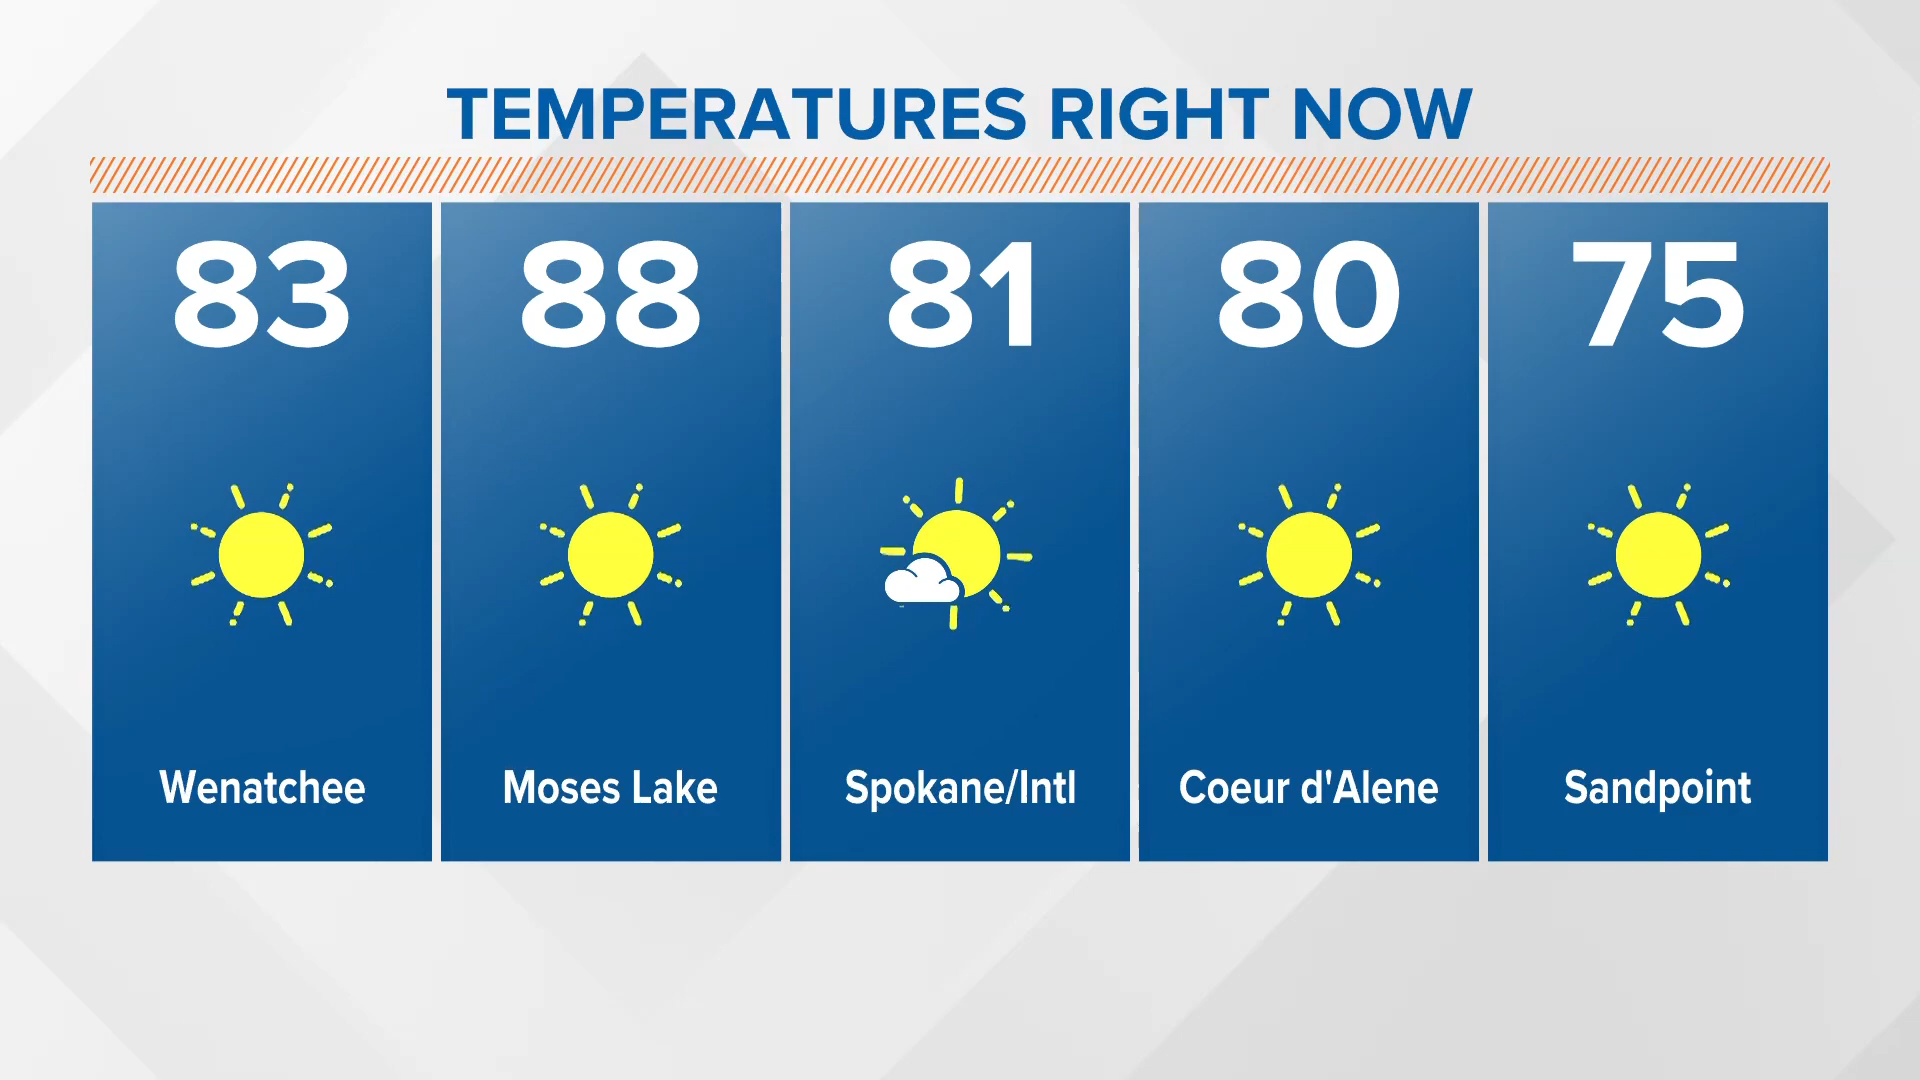 TEMPERATURES RIGHT NOW
83
88
81
80
75
Wenatchee
Moses Lake
Spokane/Intl
Coeur d'Alene
Sandpoint